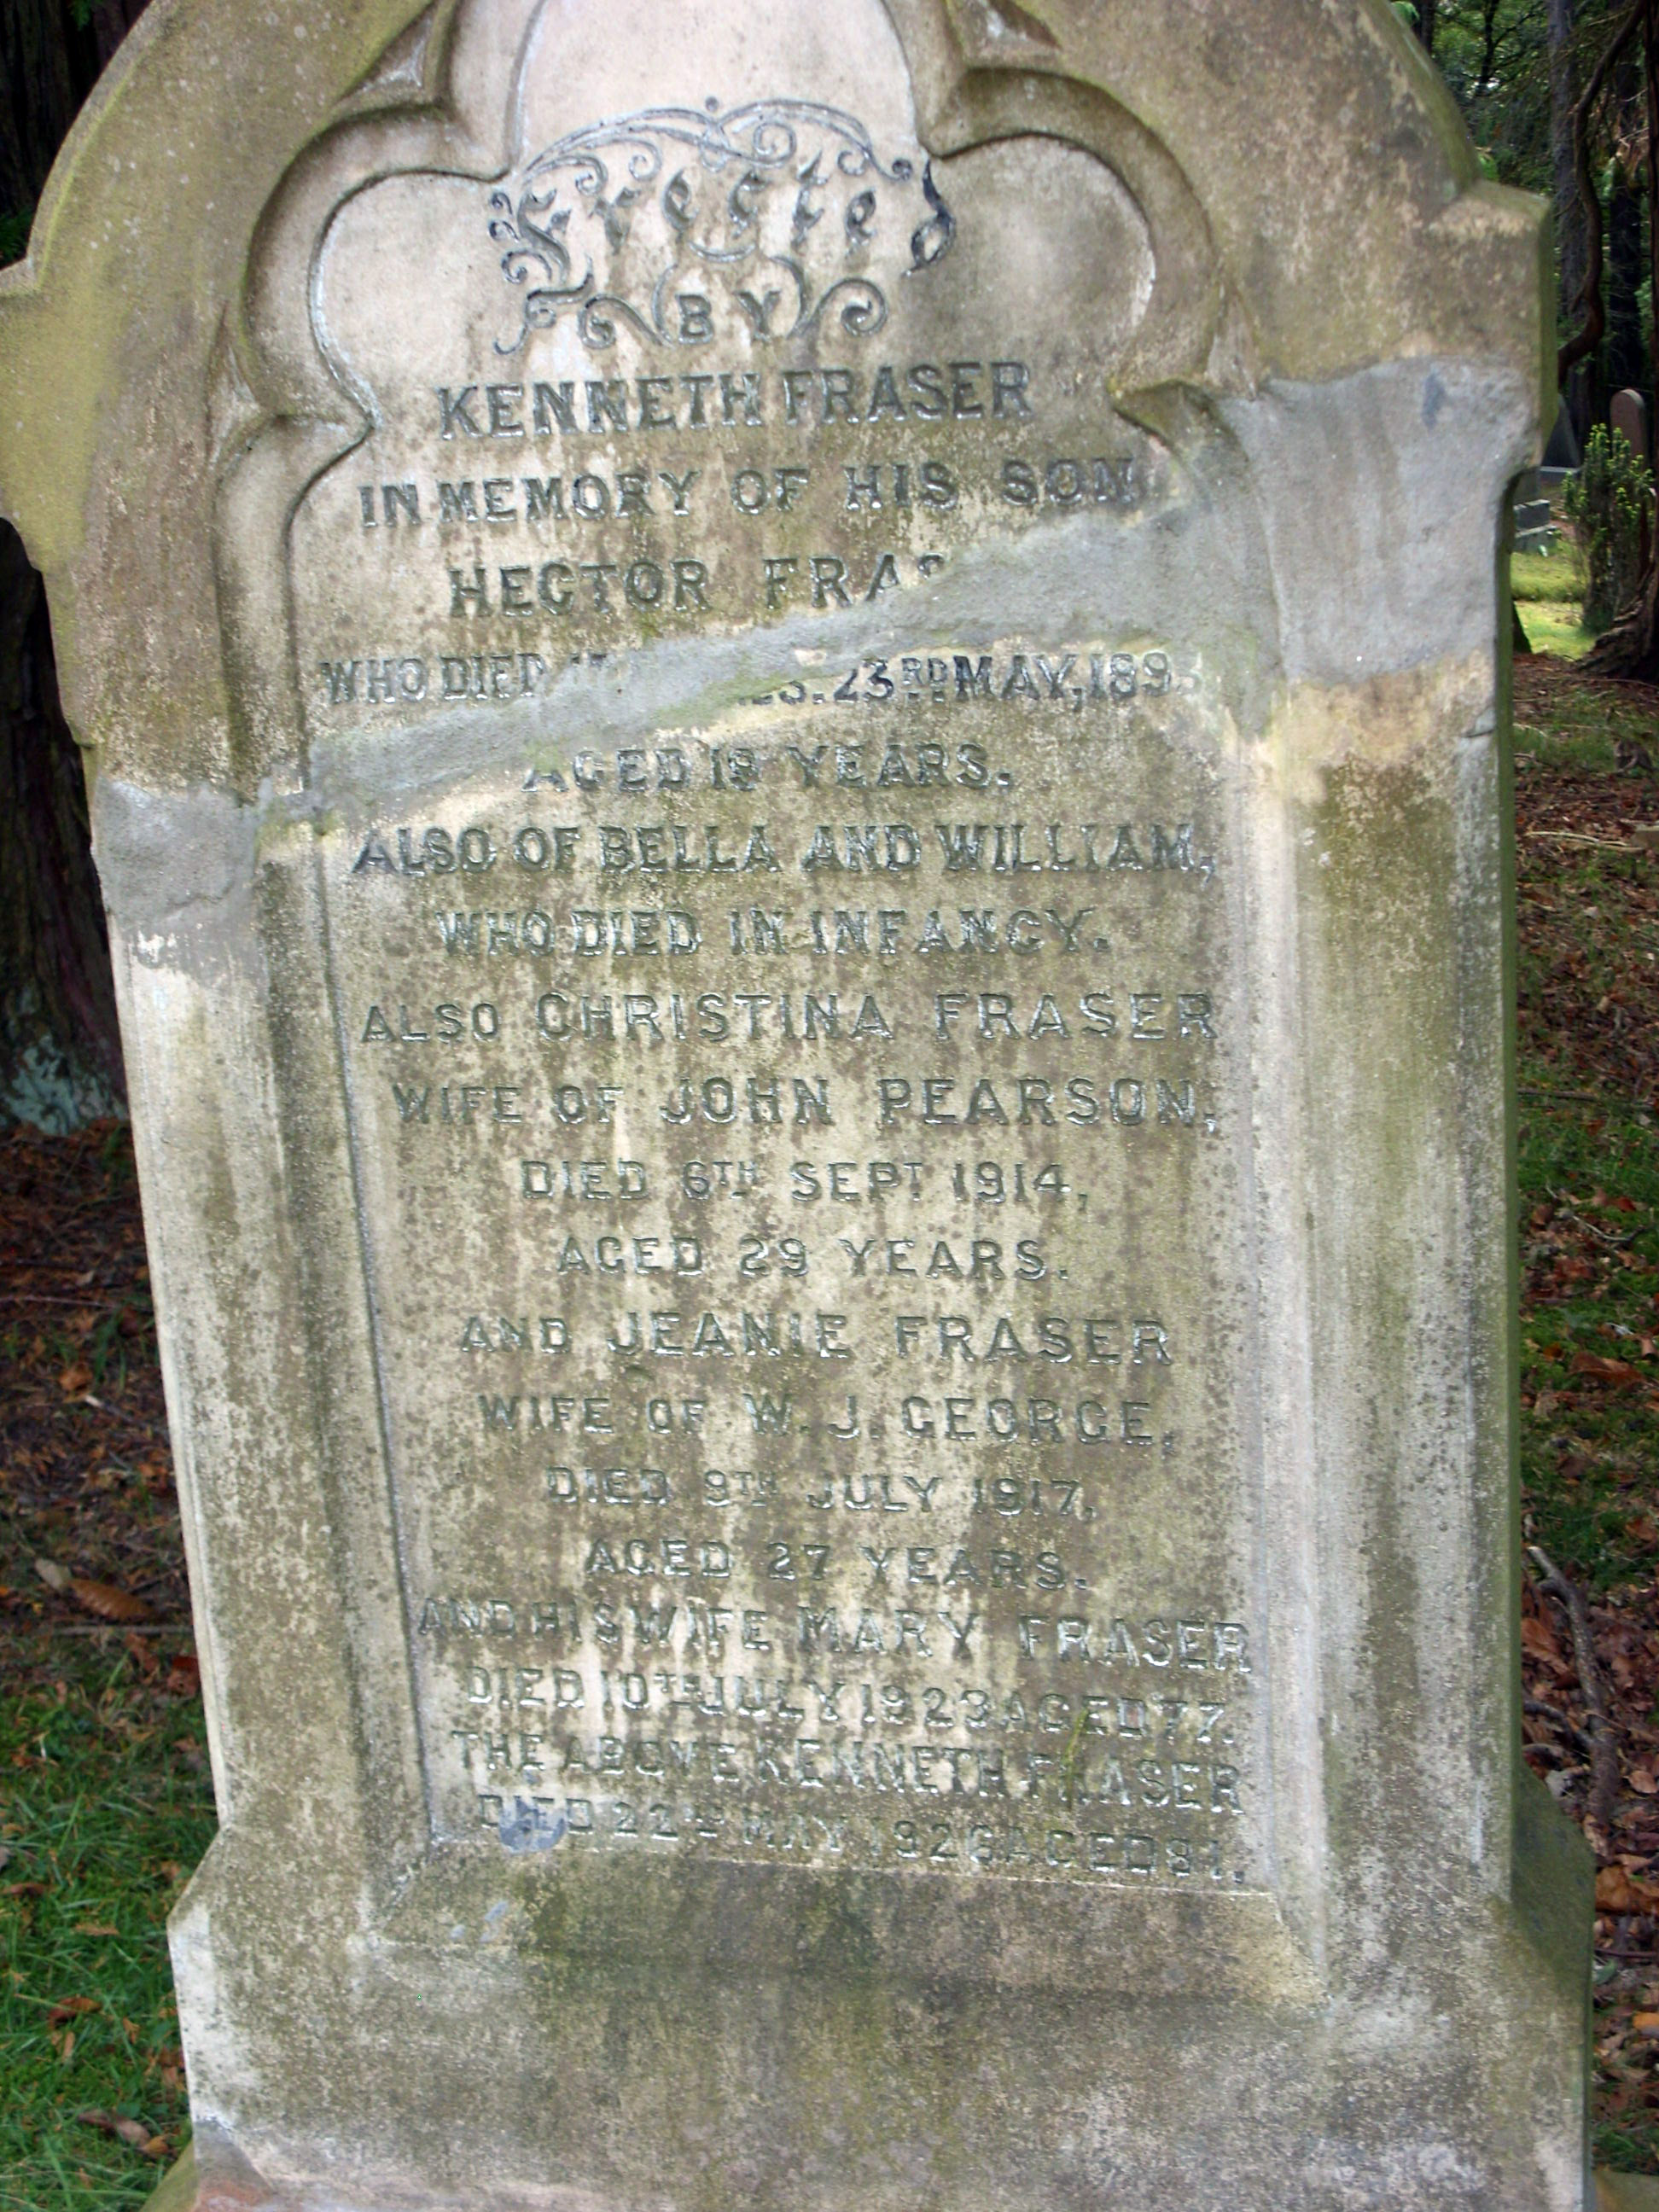 Erected
BY
KENNETH FRASER
IN MEMORY OF HIS SON
HECTOR FRAS
WHO DIED 23RD MAY, 189
AGED 18 YEARS.
ALSO OF BELLA AND WILLIAM,
WHO DIED IN INFANCY.
ALSO CHRISTINA FRASER
WIFE OF JOHN PEARSON,
DIED 6TH SEPT 1914,
AGED 29 YEARS.
AND JEANIE FRASER
WIFE OF W. J. GEORGE,
DIED 9TH JULY 1917,
AGED 27 YEARS.
AND HIS WIFE MARY FRASER
DIED 10TH JULY 1923 AGED 77.
THE ABOVE KENNETH FRASER
DIED 22ND MAY 1926 AGED 81.